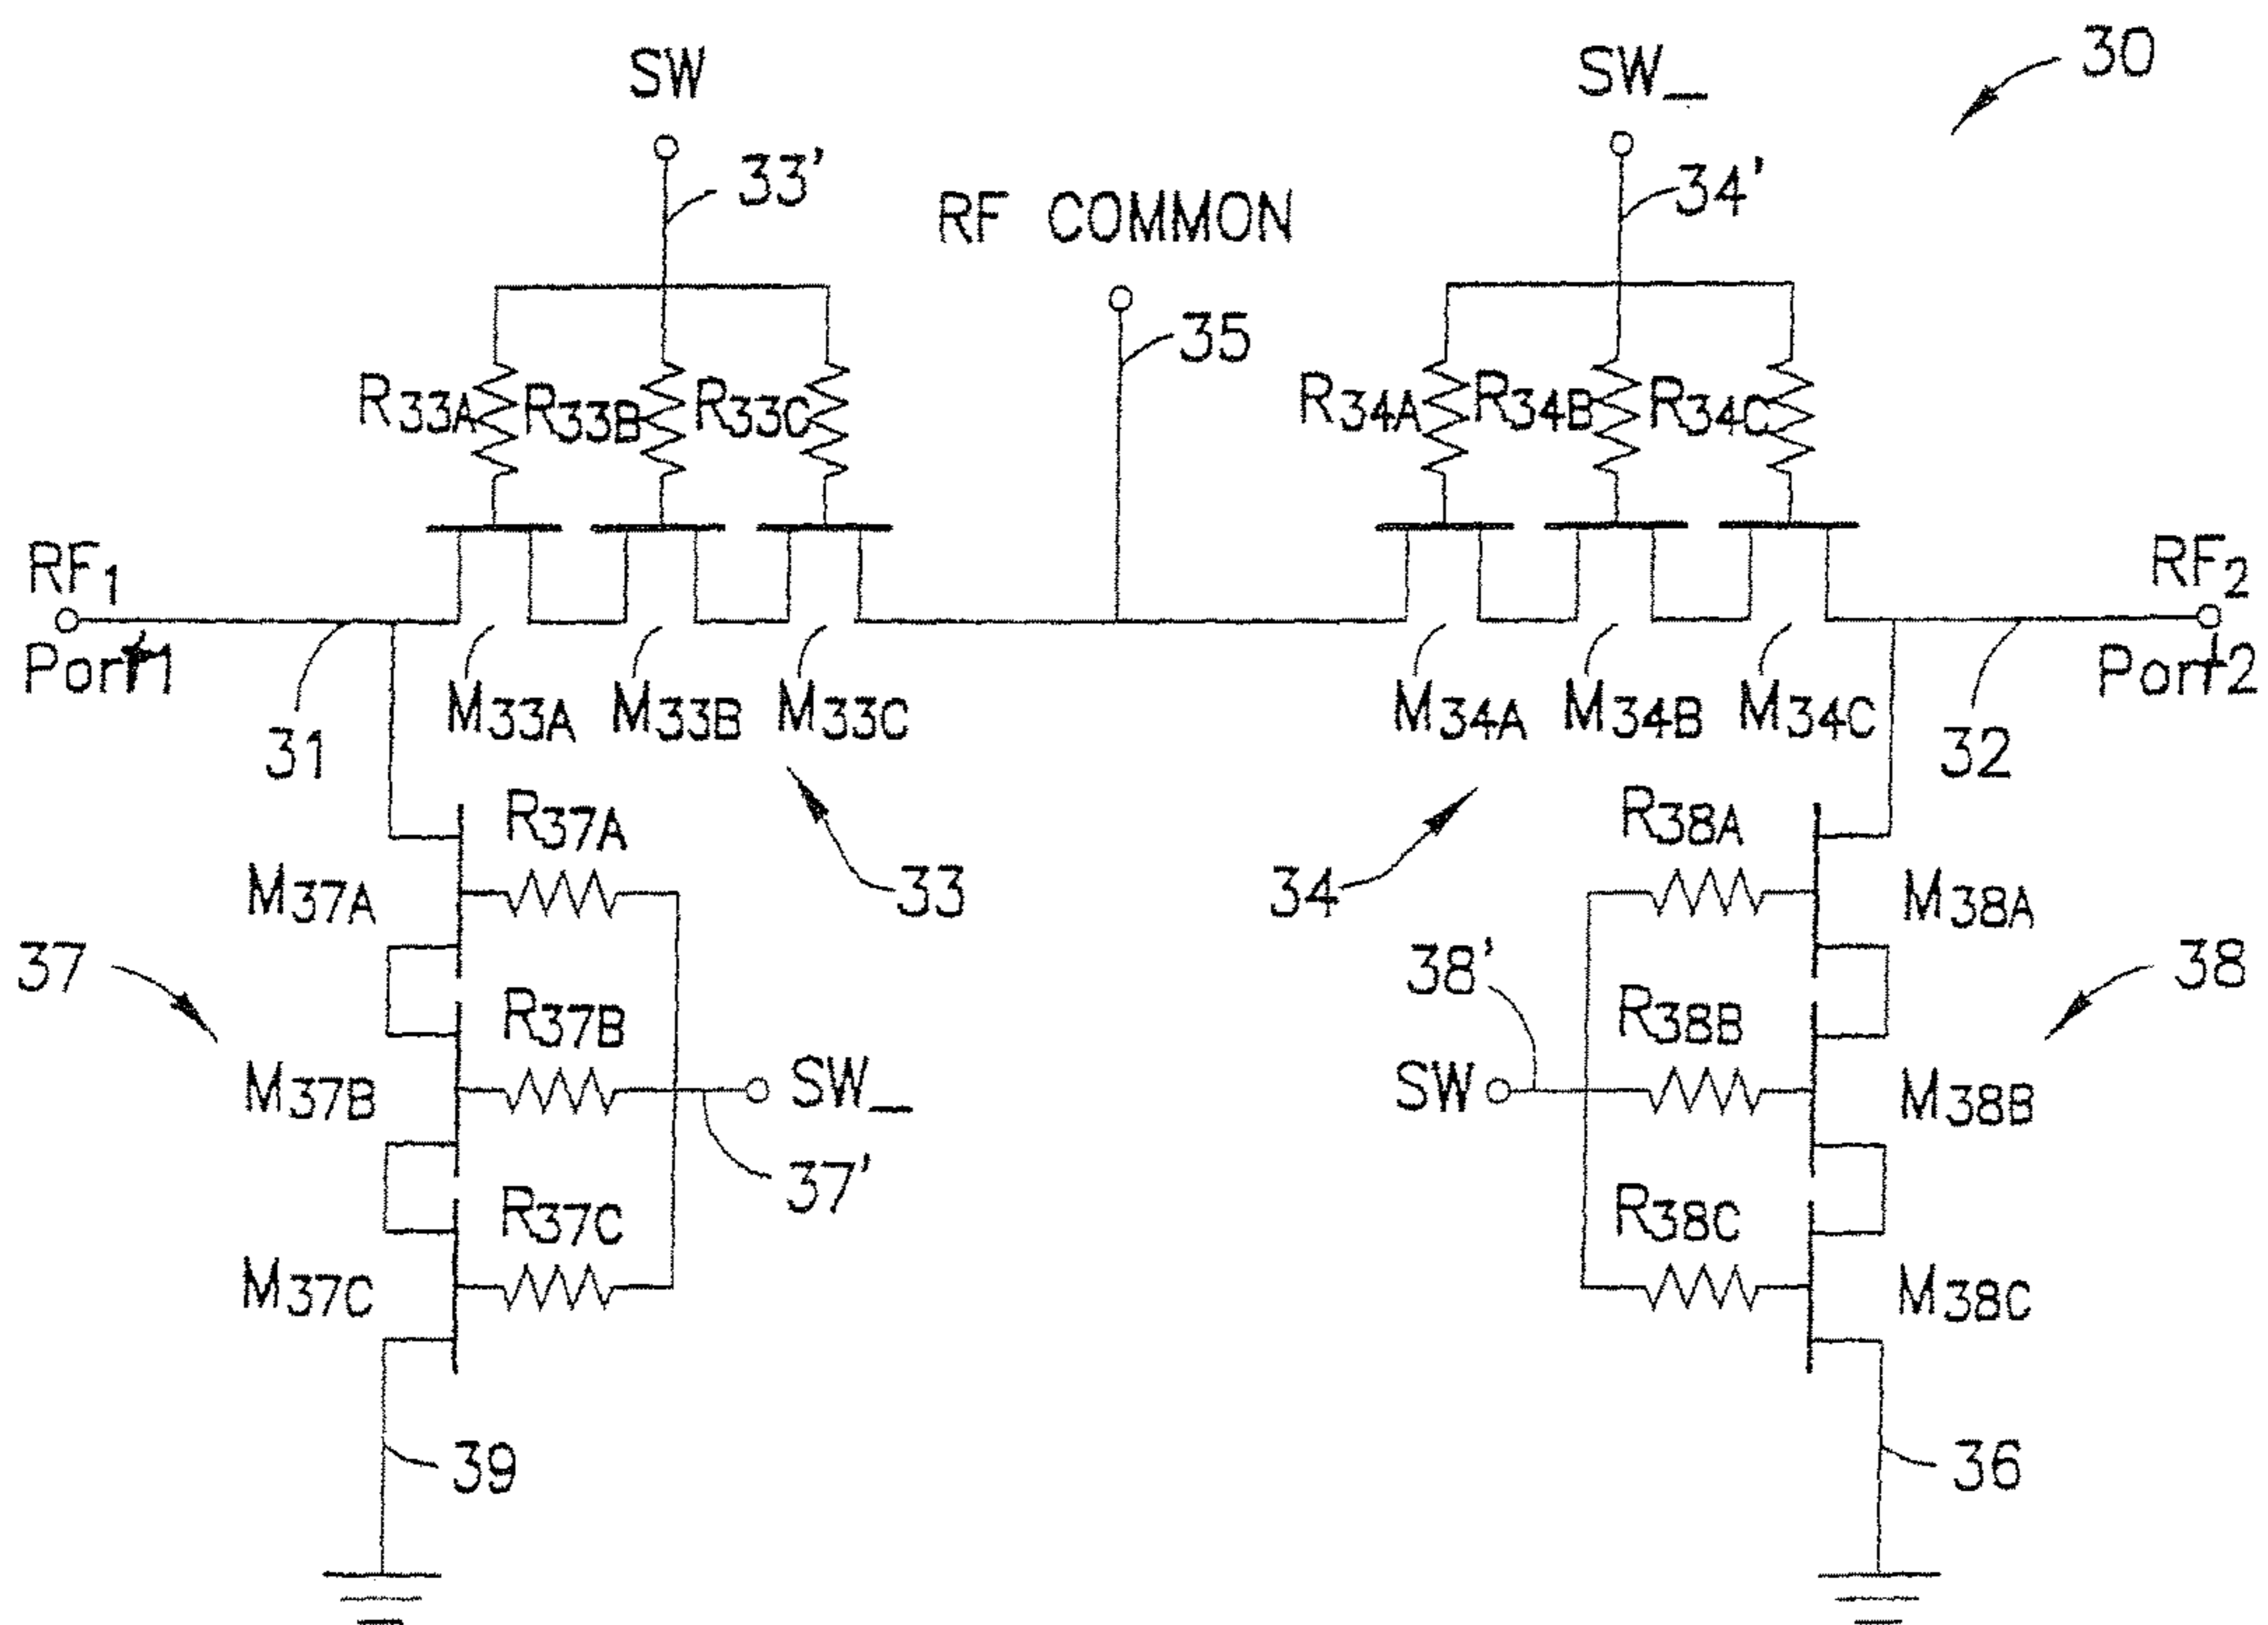 SW
SW_
30
33'
34'
RF COMMON
35
R33A
R33B
R33C
R34A
R34B
R34C
RF1
Port1
RF2
Port2
31
M33A
M33B
M33C
M34A
M34B
M34C
32
R37A
R38A
M37A
33
34
M38A
37
38'
38
R37B
R38B
M37B
SW_
SW
M38B
37'
R37C
R38C
M37C
M38C
39
36